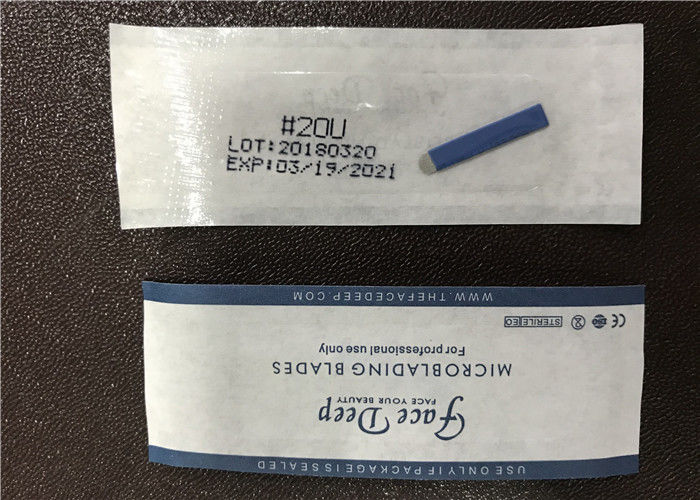 #20U
LOT:20180320
EXP:03/19/2021
USE ONLY IF PACKAGE IS SEALED
Face Deep
FACE YOUR BEAUTY
MICROBLADING BLADES
For professional use only
CE ISO STERILE EO
WWW.THEFACEDEEP.COM